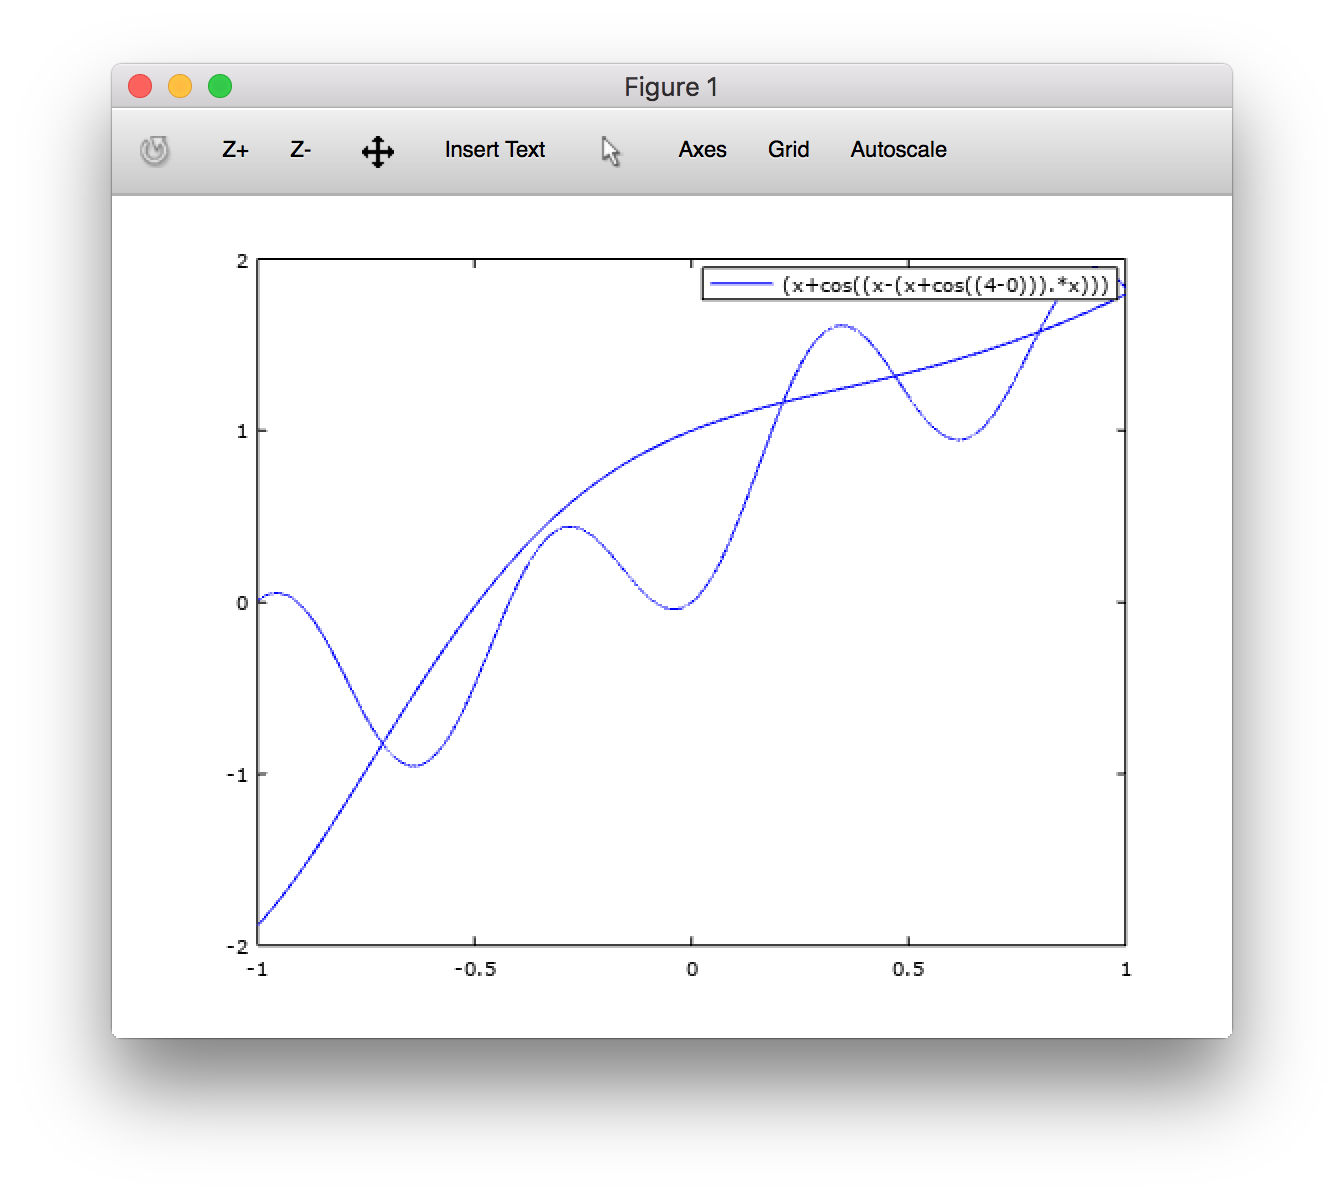 Figure 1
Z+ Z- Insert Text Axes Grid Autoscale
(x+cos((x-(x+cos((4-0))).*x)))
2
1
0
-1
-2
-1 -0.5 0 0.5 1